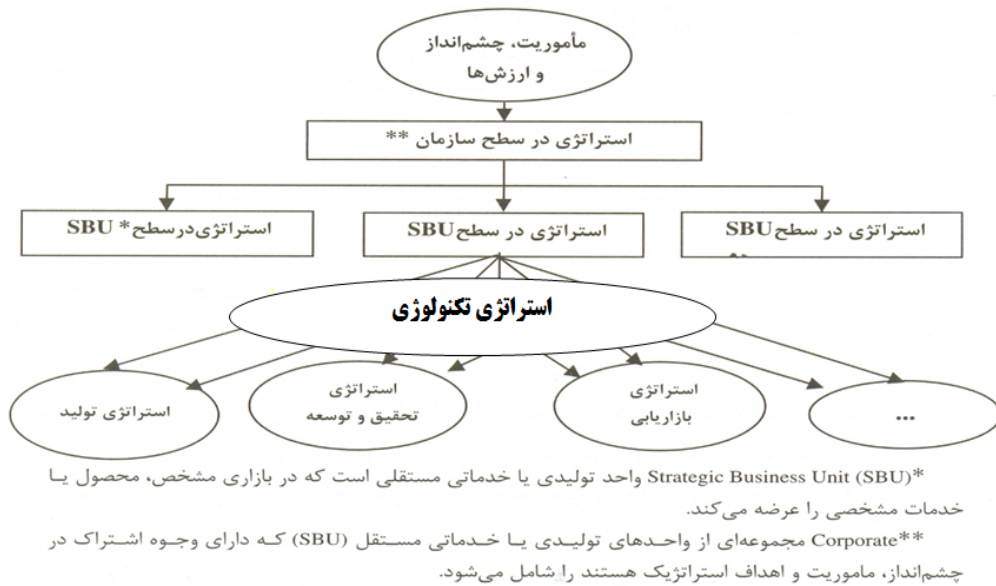 مأموریت، چشم‌انداز
و ارزش‌ها
استراتژی در سطح سازمان **
استراتژی در سطح SBU
استراتژی در سطح SBU
استراتژی در سطح * SBU
استراتژی تکنولوژی
...
استراتژی
بازاریابی
استراتژی
تحقیق و توسعه
استراتژی تولید
*Strategic Business Unit (SBU) واحد تولیدی یا خدماتی مستقلی است که در بازاری مشخص، محصول یا
خدمات مشخصی را عرضه می‌کند.
**Corporate مجموعه‌ای از واحدهای تولیدی یا خدماتی مستقل (SBU) که دارای وجوه اشتراک در
چشم‌انداز، ماموریت و اهداف استراتژیک هستند را شامل می‌شود.